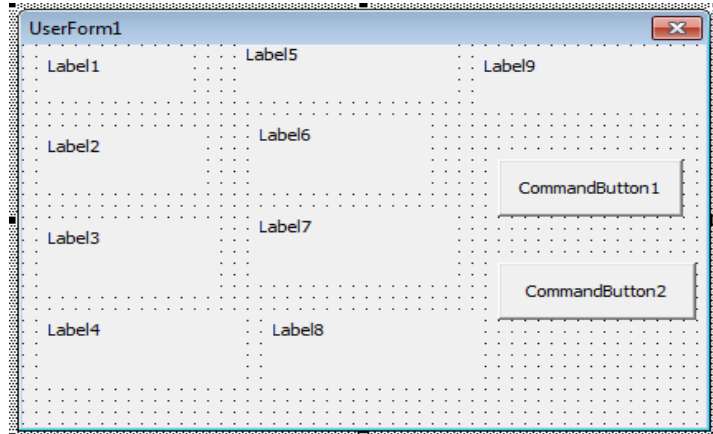 UserForm1
Label1
Label5
Label9
Label2
Label6
CommandButton1
Label3
Label7
CommandButton2
Label4
Label8